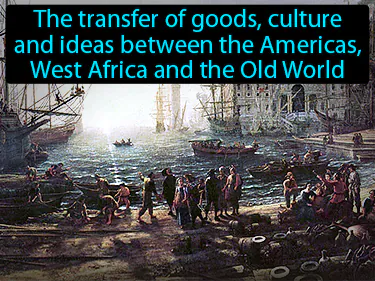 The transfer of goods, culture
and ideas between the Americas,
West Africa and the Old World